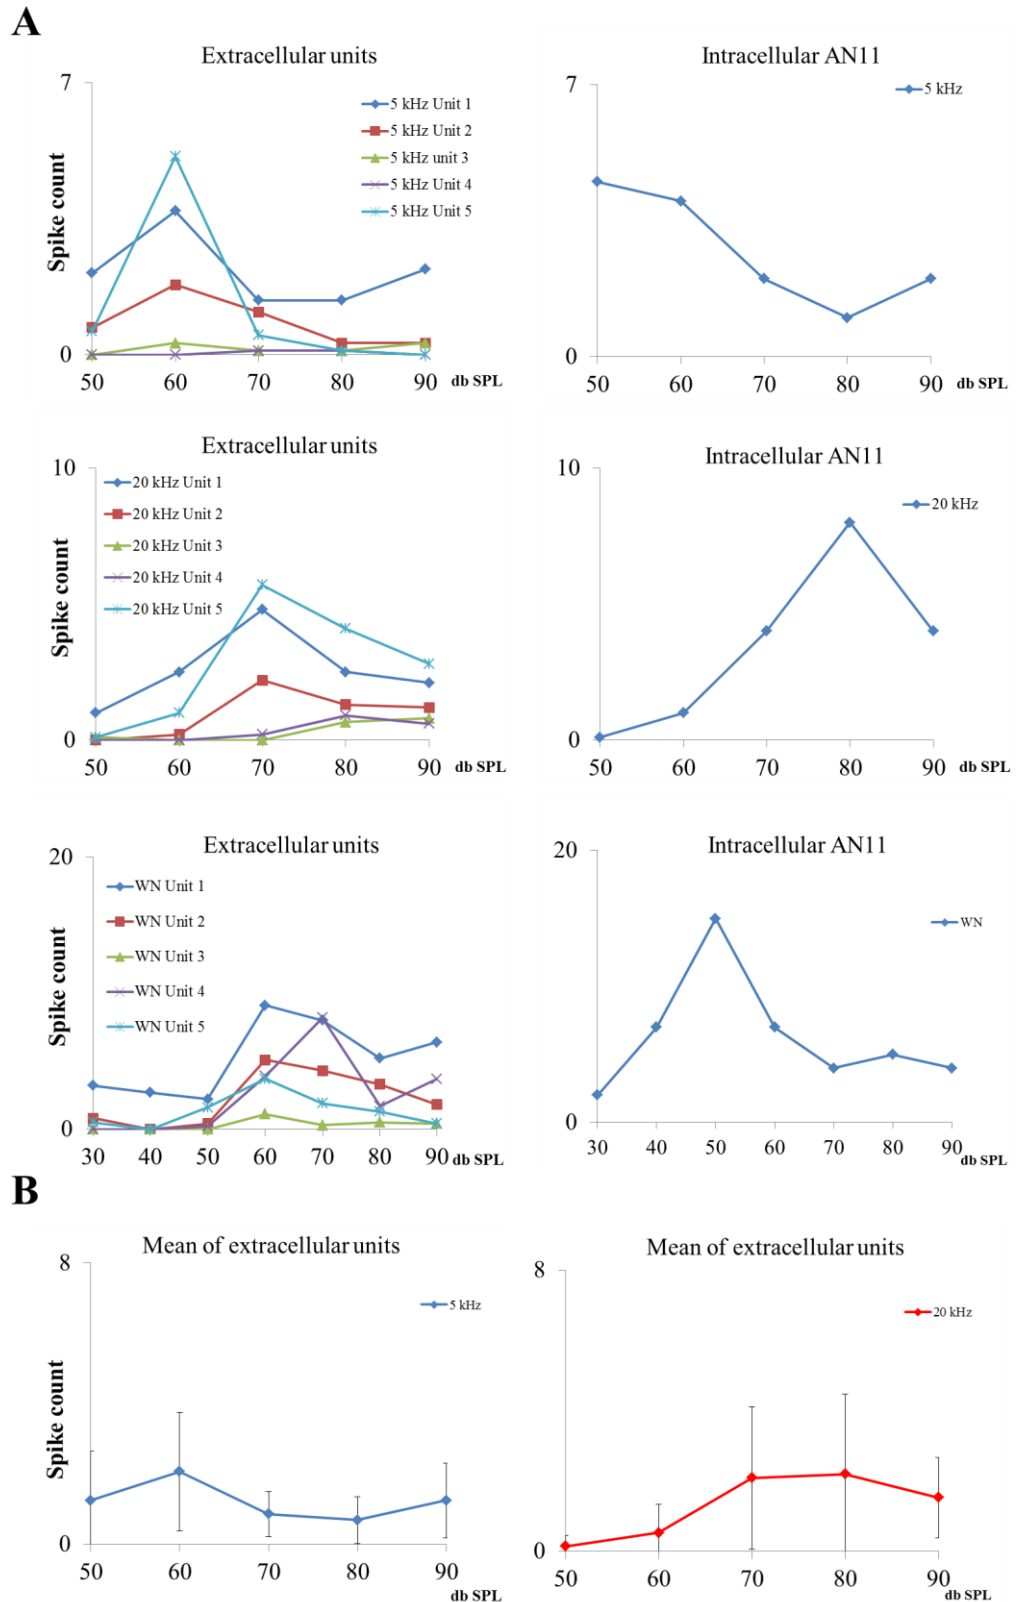 A
Extracellular units
7
Spike count
0
5 kHz Unit 1
5 kHz Unit 2
5 kHz unit 3
5 kHz Unit 4
5 kHz Unit 5
50 60 70 80 90 db SPL
Intracellular AN11
7
0
5 kHz
50 60 70 80 90 db SPL
Extracellular units
10
Spike count
0
20 kHz Unit 1
20 kHz Unit 2
20 kHz Unit 3
20 kHz Unit 4
20 kHz Unit 5
50 60 70 80 90 db SPL
Intracellular AN11
10
0
20 kHz
50 60 70 80 90 db SPL
Extracellular units
20
Spike count
0
WN Unit 1
WN Unit 2
WN Unit 3
WN Unit 4
WN Unit 5
30 40 50 60 70 80 90 db SPL
Intracellular AN11
20
0
WN
30 40 50 60 70 80 90 db SPL
B
Mean of extracellular units
8
Spike count
0
5 kHz
50 60 70 80 90
db SPL
Mean of extracellular units
8
0
20 kHz
50 60 70 80 90
db SPL